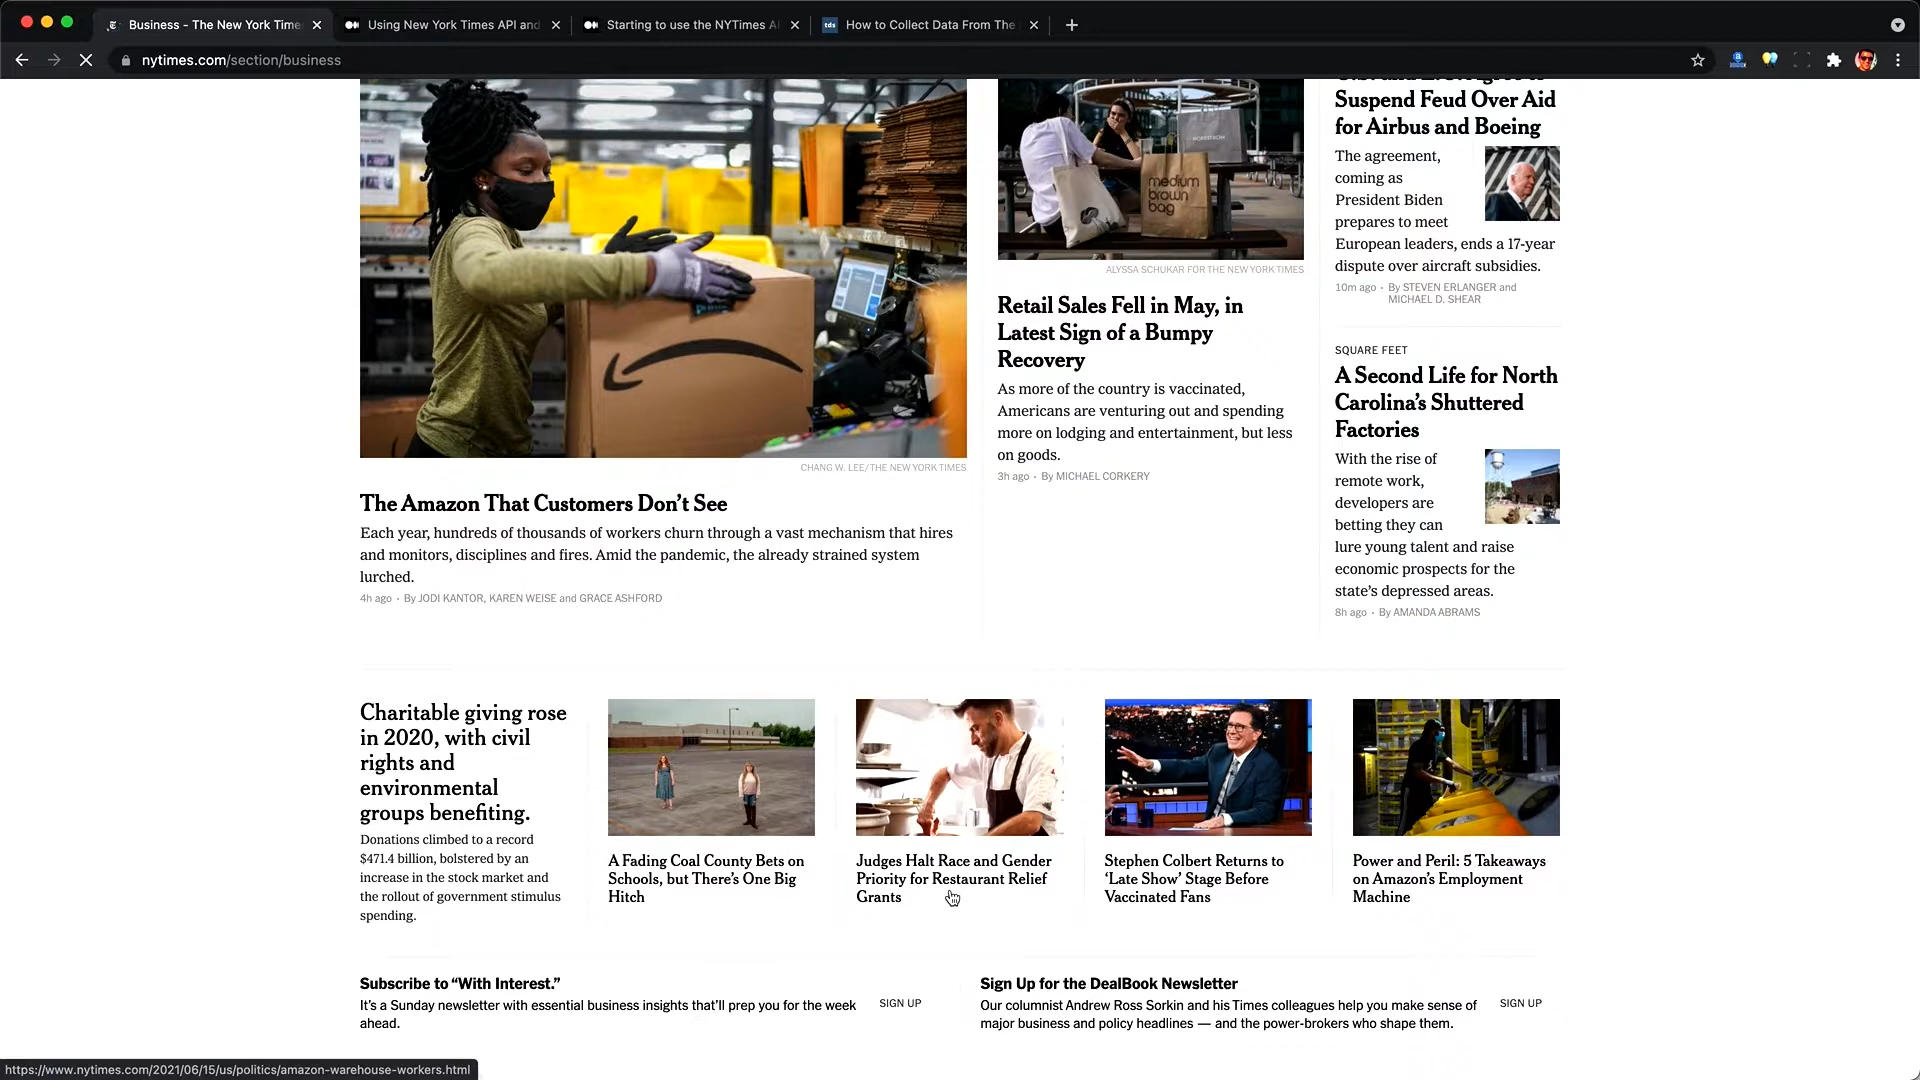 Business - The New York Time
Using New York Times API and
Starting to use the NYTimes A
tds
How to Collect Data From The
nytimes.com/section/business
Suspend Feud Over Aid
for Airbus and Boeing
The agreement,
coming as
President Biden
prepares to meet
European leaders, ends a 17-year
dispute over aircraft subsidies.
10m ago · By STEVEN ERLANGER and
MICHAEL D. SHEAR
medium
brown
bag
NORDSTROM
ALYSSA SCHUKAR FOR THE NEW YORK TIMES
Retail Sales Fell in May, in
Latest Sign of a Bumpy
Recovery
As more of the country is vaccinated,
Americans are venturing out and spending
more on lodging and entertainment, but less
on goods.
3h ago · By MICHAEL CORKERY
SQUARE FEET
A Second Life for North
Carolina’s Shuttered
Factories
With the rise of
remote work,
developers are
betting they can
lure young talent and raise
economic prospects for the
state’s depressed areas.
8h ago · By AMANDA ABRAMS
CHANG W. LEE/THE NEW YORK TIMES
The Amazon That Customers Don’t See
Each year, hundreds of thousands of workers churn through a vast mechanism that hires
and monitors, disciplines and fires. Amid the pandemic, the already strained system
lurched.
4h ago · By JODI KANTOR, KAREN WEISE and GRACE ASHFORD
Charitable giving rose
in 2020, with civil
rights and
environmental
groups benefiting.
Donations climbed to a record
$471.4 billion, bolstered by an
increase in the stock market and
the rollout of government stimulus
spending.
A Fading Coal County Bets on
Schools, but There’s One Big
Hitch
Judges Halt Race and Gender
Priority for Restaurant Relief
Grants
Stephen Colbert Returns to
‘Late Show’ Stage Before
Vaccinated Fans
Power and Peril: 5 Takeaways
on Amazon’s Employment
Machine
Subscribe to “With Interest.”
It’s a Sunday newsletter with essential business insights that’ll prep you for the week
ahead.
SIGN UP
Sign Up for the DealBook Newsletter
Our columnist Andrew Ross Sorkin and his Times colleagues help you make sense of
major business and policy headlines — and the power-brokers who shape them.
SIGN UP
https://www.nytimes.com/2021/06/15/us/politics/amazon-warehouse-workers.html